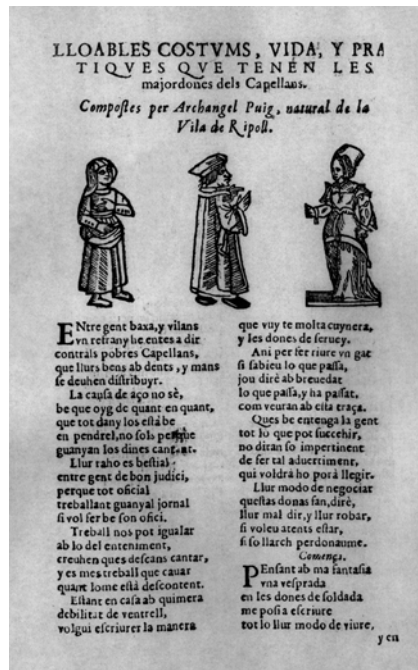 LLOABLES COSTVMS, VIDA, Y PRA
TIQVES QVE TENEN LES
majordones dels Capellans.
Compostes per Archangel Puig, natural de la
Vila de Ripoll.
ENtre gent baxa, y vilans
vn refrany he entes a dir
contrals pobres Capellans,
que llurs bens ab dents, y mans
se deuhen distribuyr.
La causa de aço no sè,
be que oyg de quant en quant,
que tot dany los està be
en pendrel, no sols perque
guanyan los dines cantant.
Llur raho es bestial
entre gent de bon judici,
perque tot oficial
treballant guanyal jornal
si vol fer be son ofici.
Treball nos pot igualar
ab lo del enteniment,
creuhen ques descans cantar,
y es mes treball que cauar
quant lome està descontent.
Estant en casa ab quimera
debilitat de ventrell,
volgui escriurer la manera
que vuy te molta cuynera,
y les dones de seruey.
Ani per fer riure vn gat
si sabieu lo que passa,
jou dirè ab breuedat
lo que passa, y ha passat,
com veuran ab esta traça.
Ques be entenga la gent
tot lo que pot succehir,
no diran so impertinent
de fer tal aduertiment,
qui voldrà ho porà llegir.
Llur modo de negociar
questas donas fan, dirè,
llur mal dir, y llur robar,
si voleu atents estar,
si so llarch perdonaume.
Comença.
PEnsant ab ma fantasia
vna vesprada
en les dones de soldada
me posi a escriure
tot lo llur modo de viure,
y en